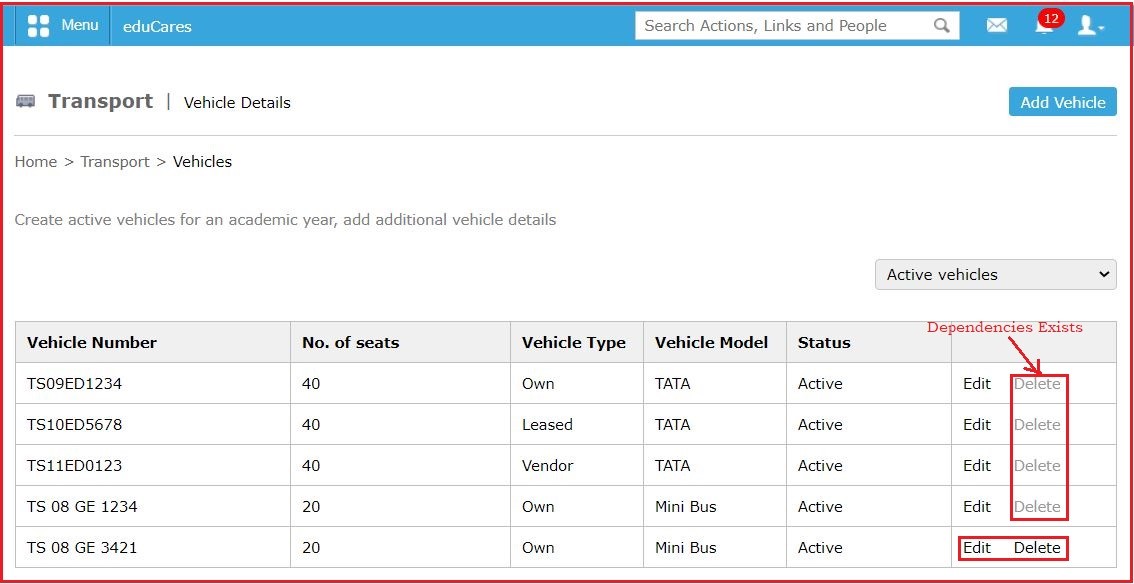 Menu eduCares Search Actions, Links and People 12
Transport | Vehicle Details Add Vehicle
Home > Transport > Vehicles
Create active vehicles for an academic year, add additional vehicle details
Active vehicles
Dependencies Exists
Vehicle Number No. of seats Vehicle Type Vehicle Model Status
TS09ED1234 40 Own TATA Active Edit Delete
TS10ED5678 40 Leased TATA Active Edit Delete
TS11ED0123 40 Vendor TATA Active Edit Delete
TS 08 GE 1234 20 Own Mini Bus Active Edit Delete
TS 08 GE 3421 20 Own Mini Bus Active Edit Delete